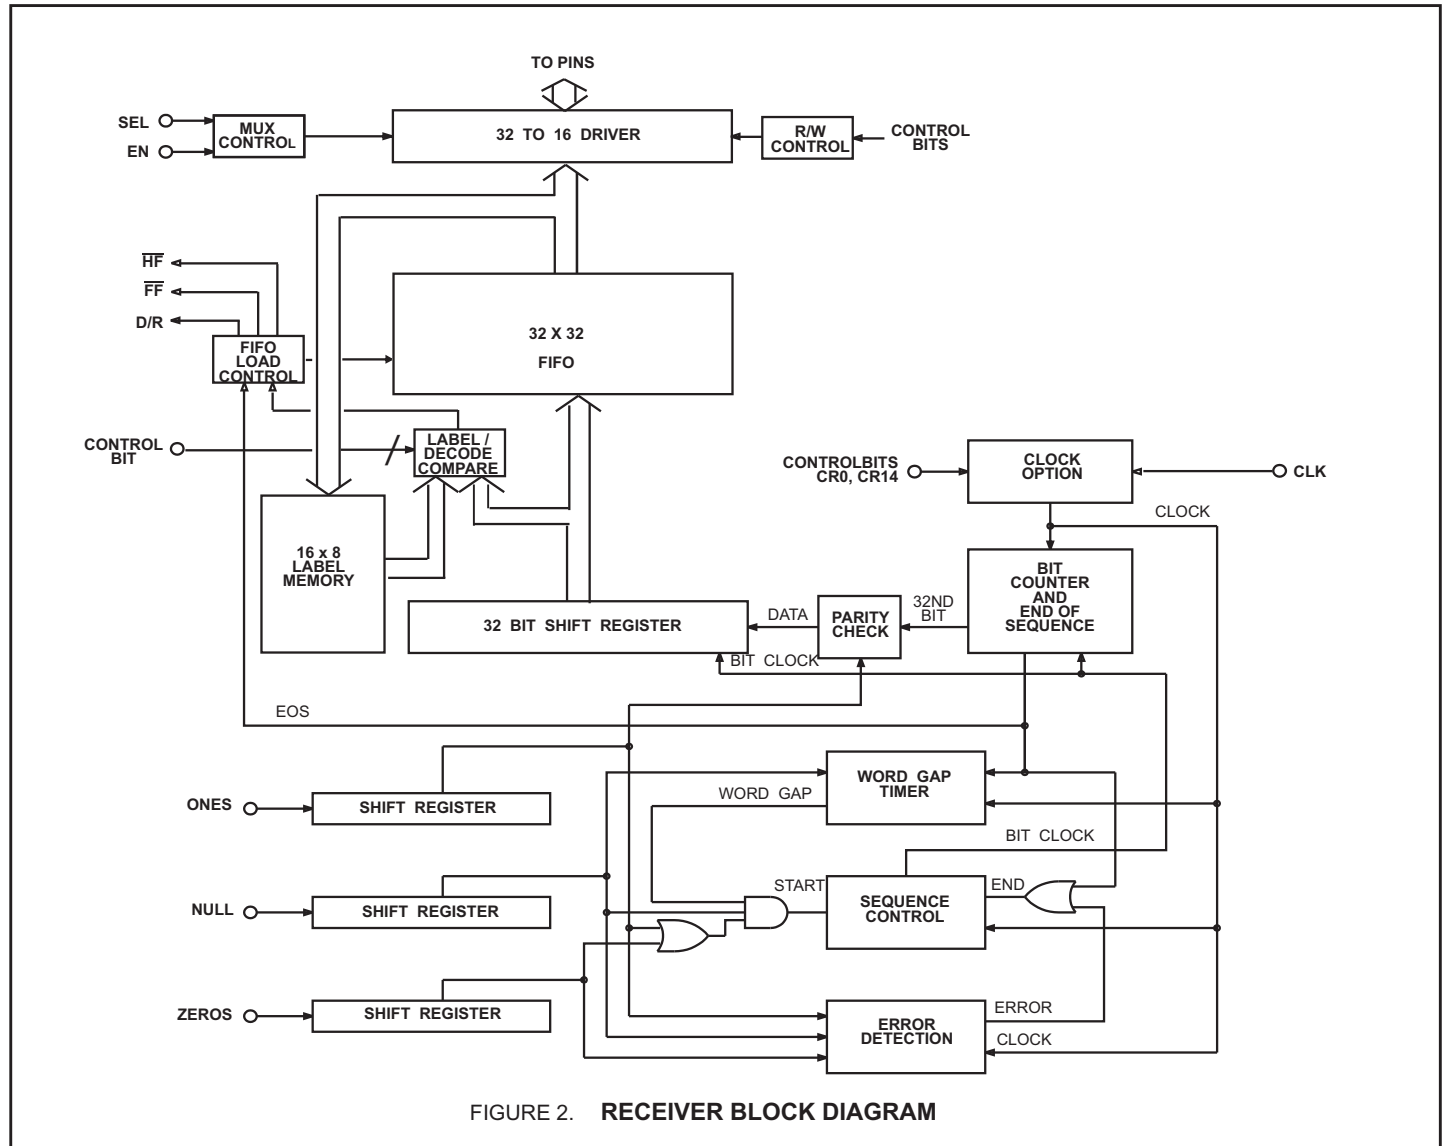 TO PINS
SEL
EN
MUX
CONTROL
32 TO 16 DRIVER
R/W
CONTROL
CONTROL
BITS
HF
FF
D/R
FIFO
LOAD
CONTROL
32 X 32
FIFO
CONTROL
BIT
LABEL /
DECODE
COMPARE
16 x 8
LABEL
MEMORY
CONTROLBITS
CR0, CR14
CLOCK
OPTION
CLK
CLOCK
BIT
COUNTER
AND
END OF
SEQUENCE
32ND
BIT
PARITY
CHECK
DATA
32 BIT SHIFT REGISTER
BIT CLOCK
EOS
ONES
SHIFT REGISTER
WORD GAP
WORD GAP
TIMER
BIT CLOCK
NULL
SHIFT REGISTER
START
SEQUENCE
CONTROL
END
ZEROS
SHIFT REGISTER
ERROR
DETECTION
ERROR
CLOCK
FIGURE 2. RECEIVER BLOCK DIAGRAM